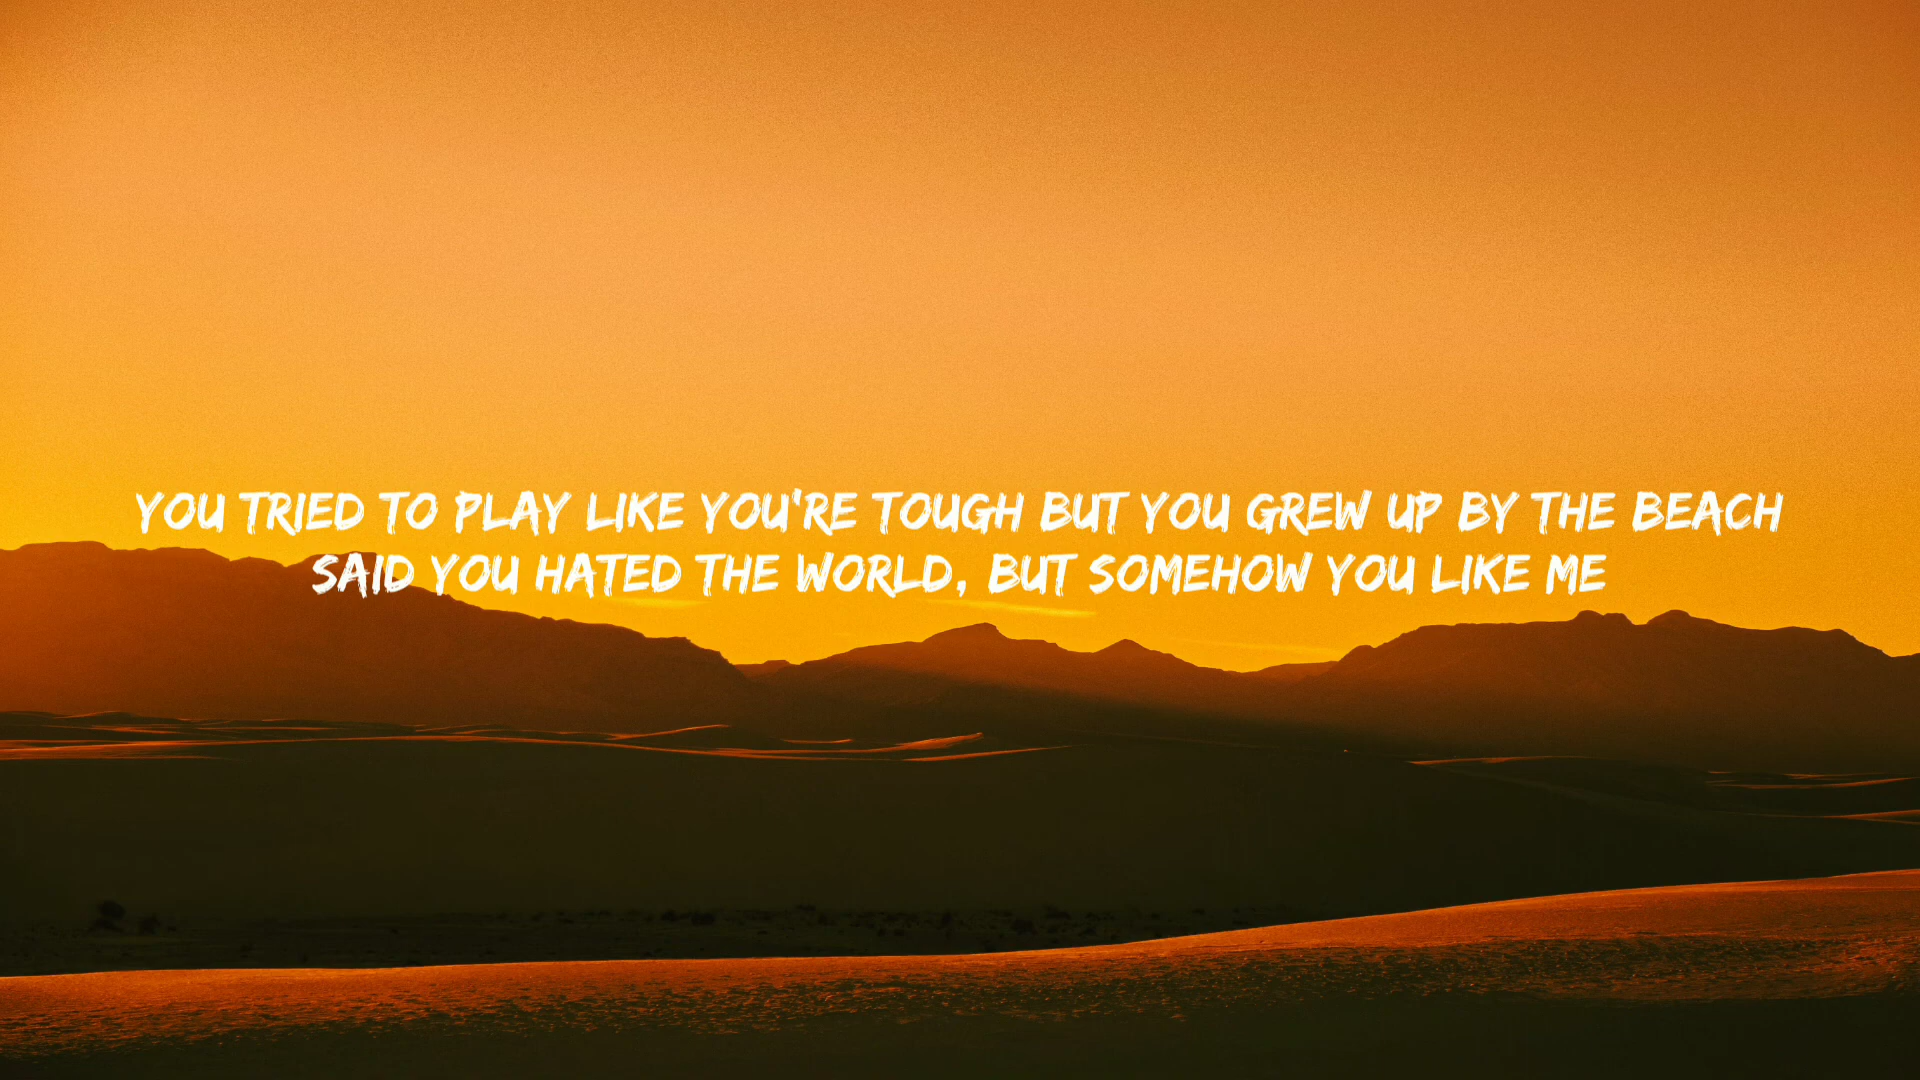 YOU TRIED TO PLAY LIKE YOU'RE TOUGH BUT YOU GREW UP BY THE BEACH
SAID YOU HATED THE WORLD, BUT SOMEHOW YOU LIKE ME